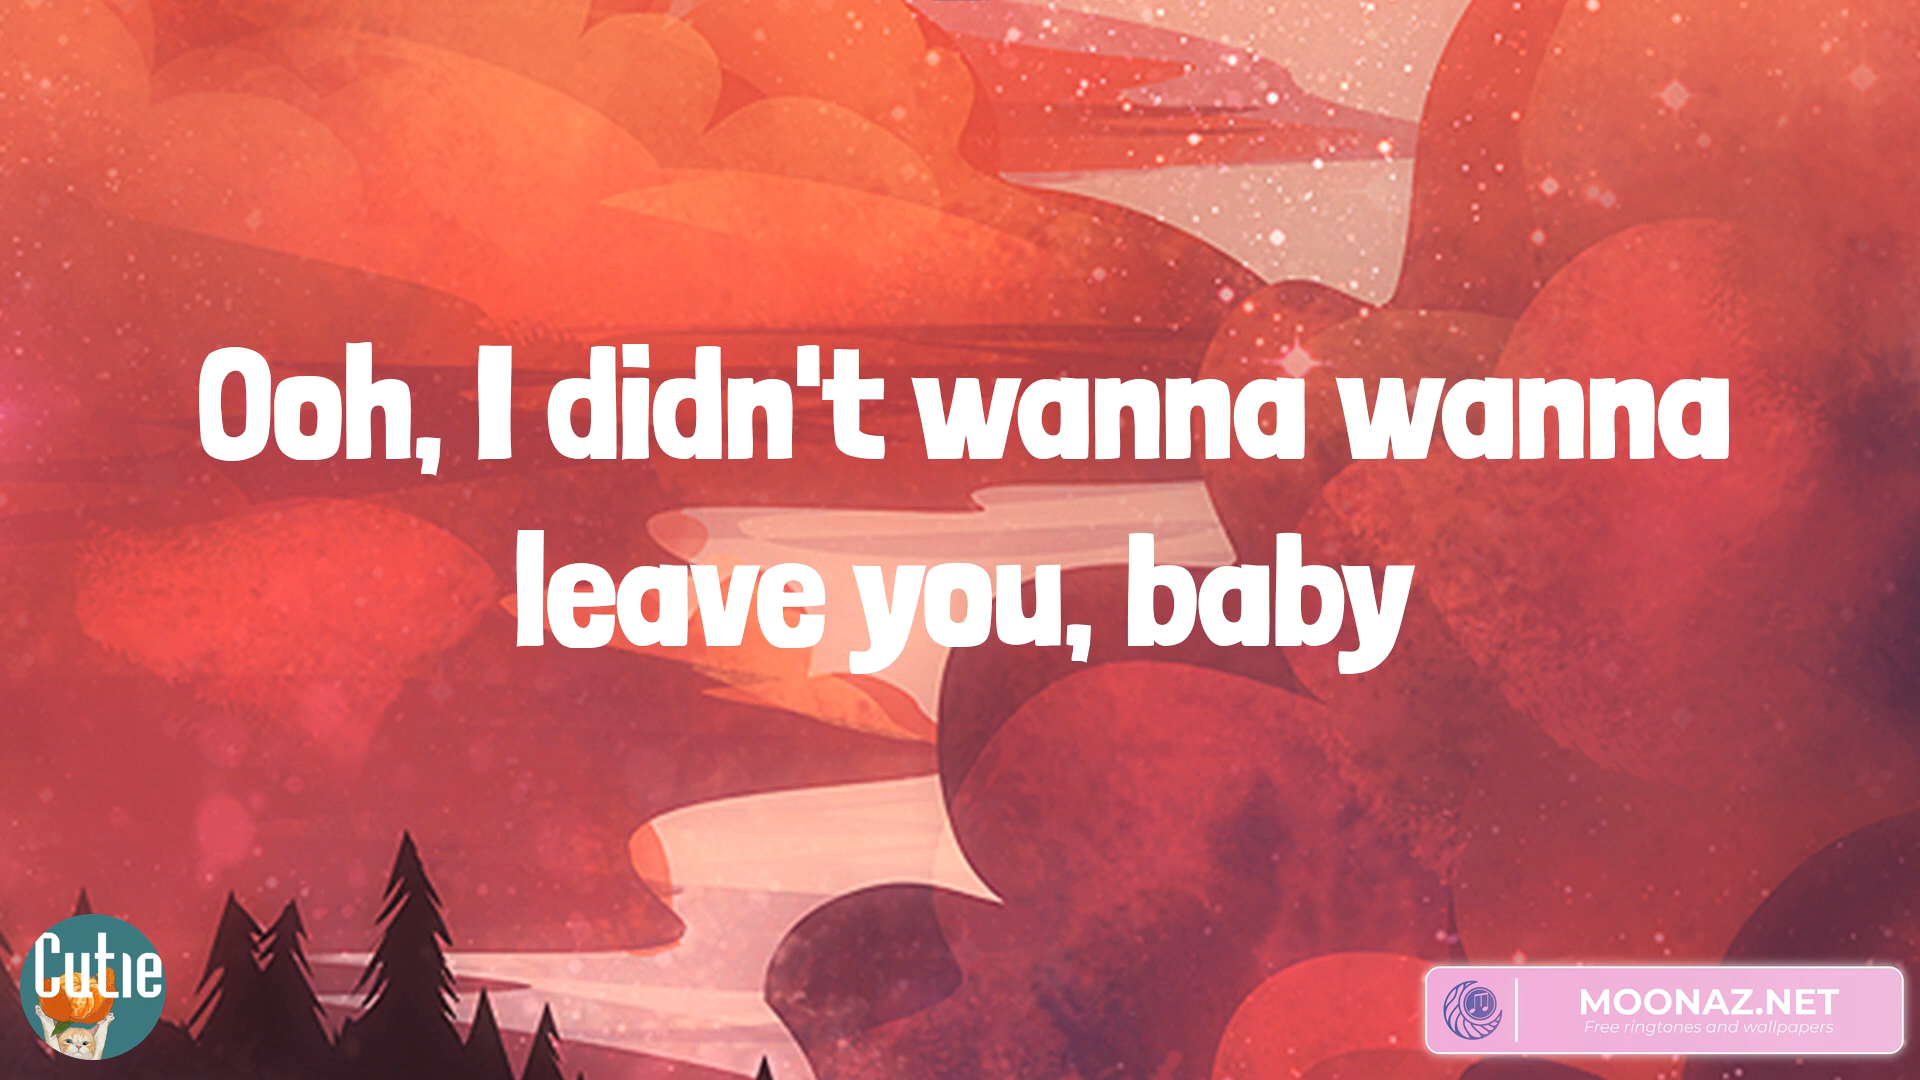 Ooh, I didn't wanna wanna
leave you, baby
Cutie
MOONAZ.NET
Free ringtones and wallpapers